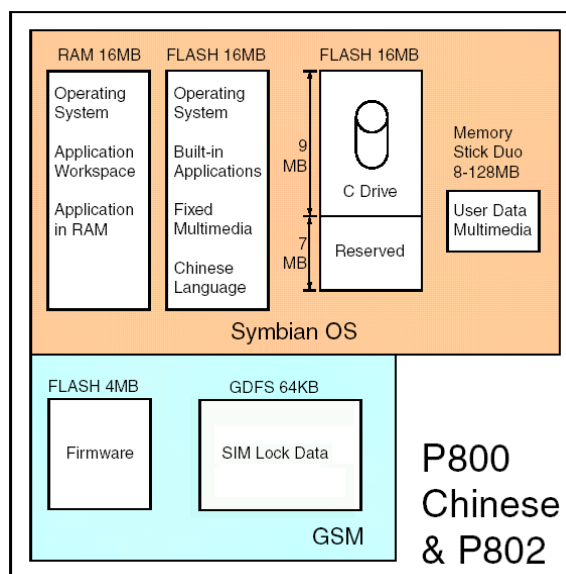 RAM 16MB
Operating
System
Application
Workspace
Application
in RAM
FLASH 16MB
Operating
System
Built-in
Applications
Fixed
Multimedia
Chinese
Language
FLASH 16MB
9
MB
C Drive
7
MB
Reserved
Memory
Stick Duo
8-128MB
User Data
Multimedia
Symbian OS
FLASH 4MB
Firmware
GDFS 64KB
SIM Lock Data
GSM
P800
Chinese
& P802